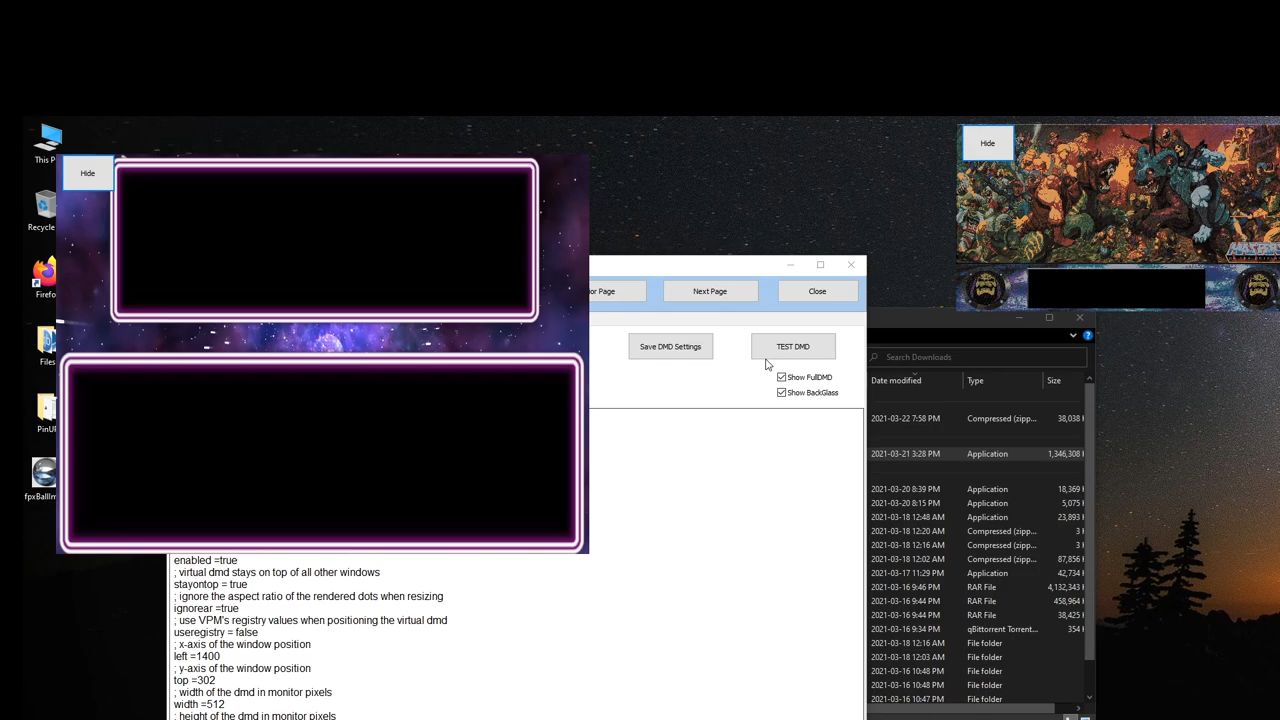 This P
Recycle
Firefo
Files
PinUP
fpxBallIm
Hide
Hide
ior Page
Next Page
Close
Save DMD Settings
TEST DMD
Show FullDMD
Show BackGlass
Search Downloads
Date modified
Type
Size
2021-03-22 7:58 PM Compressed (zipp... 38,038
2021-03-21 3:28 PM Application 1,346,308
2021-03-20 8:39 PM Application 18,369
2021-03-20 8:15 PM Application 5,075
2021-03-18 12:48 AM Application 23,893
2021-03-18 12:20 AM Compressed (zipp... 3
2021-03-18 12:16 AM Compressed (zipp... 3
2021-03-18 12:02 AM Compressed (zipp... 87,856
2021-03-17 11:29 PM Application 42,734
2021-03-16 9:46 PM RAR File 4,132,343
2021-03-16 9:44 PM RAR File 458,964
2021-03-16 9:44 PM RAR File 38,425
2021-03-16 9:34 PM qBittorrent Torrent... 354
2021-03-18 12:16 AM File folder
2021-03-18 12:03 AM File folder
2021-03-16 10:48 PM File folder
2021-03-16 10:48 PM File folder
2021-03-16 10:47 PM File folder
enabled =true
; virtual dmd stays on top of all other windows
stayontop = true
; ignore the aspect ratio of the rendered dots when resizing
ignorear =true
; use VPM's registry values when positioning the virtual dmd
useregistry = false
; x-axis of the window position
left =1400
; y-axis of the window position
top =302
; width of the dmd in monitor pixels
width =512
; height of the dmd in monitor pixels